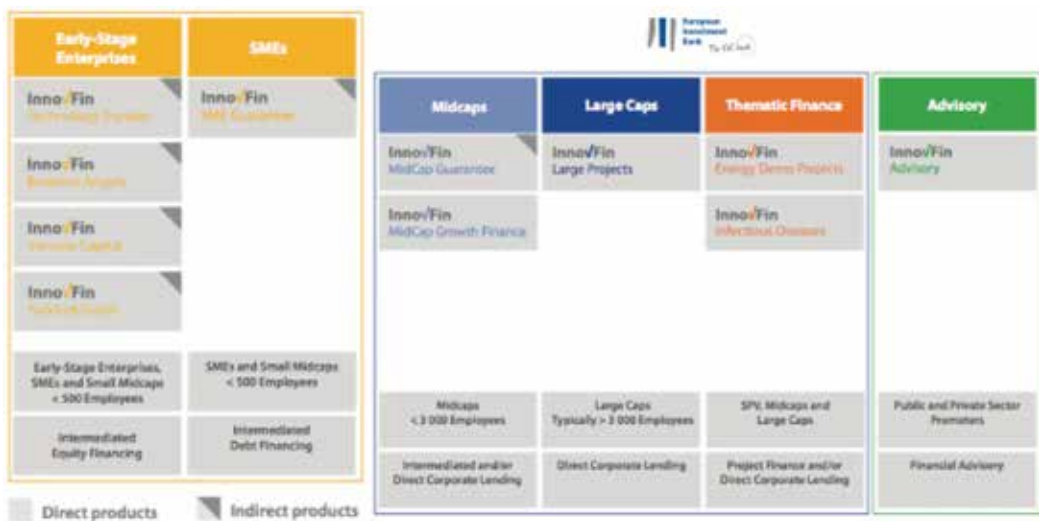 European
Investment
Bank
The EU bank
Early-Stage
Enterprises
SMEs
InnovFin
Technology Transfer
InnovFin
SME Guarantee
InnovFin
Business Angels
InnovFin
Venture Capital
InnovFin
Early-Stage Enterprises,
SMEs and Small Midcaps
< 500 Employees
SMEs and Small Midcaps
< 500 Employees
Intermediated
Equity Financing
Intermediated
Debt Financing
Midcaps
Large Caps
Thematic Finance
Advisory
InnovFin
MidCap Guarantee
InnovFin
Large Projects
InnovFin
Energy Demo Projects
InnovFin
Advisory
InnovFin
MidCap Growth Finance
InnovFin
Infectious Diseases
Midcaps
< 3 000 Employees
Large Caps
Typically > 3 000 Employees
SPV, Midcaps and
Large Caps
Public and Private Sector
Promoters
Intermediated and/or
Direct Corporate Lending
Direct Corporate Lending
Project Finance and/or
Direct Corporate Lending
Financial Advisory
Direct products
Indirect products